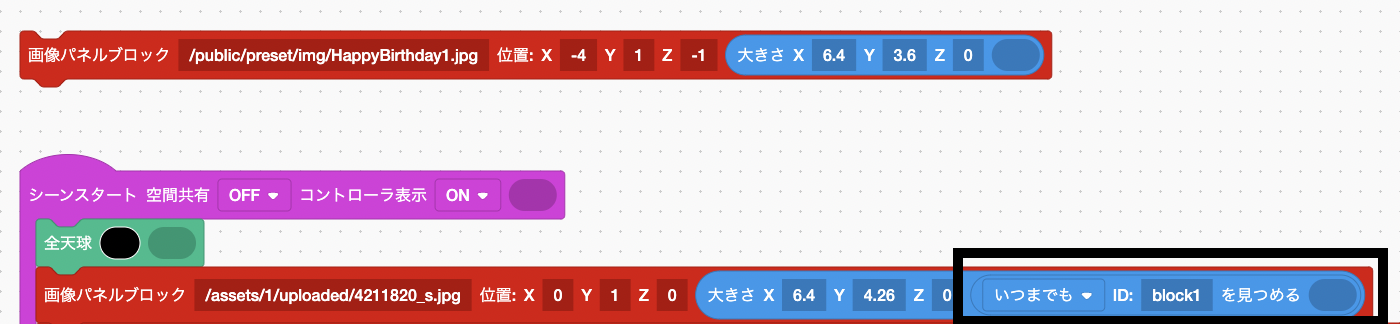 画像パネルブロック /public/preset/img/HappyBirthday1.jpg 位置: X -4 Y 1 Z -1 大きさ X 6.4 Y 3.6 Z 0
シーンスタート 空間共有 OFF コントローラ表示 ON
全天球
画像パネルブロック /assets/1/uploaded/4211820_s.jpg 位置: X 0 Y 1 Z 0 大きさ X 6.4 Y 4.26 Z 0 いつまでも ID: block1 を見つめる